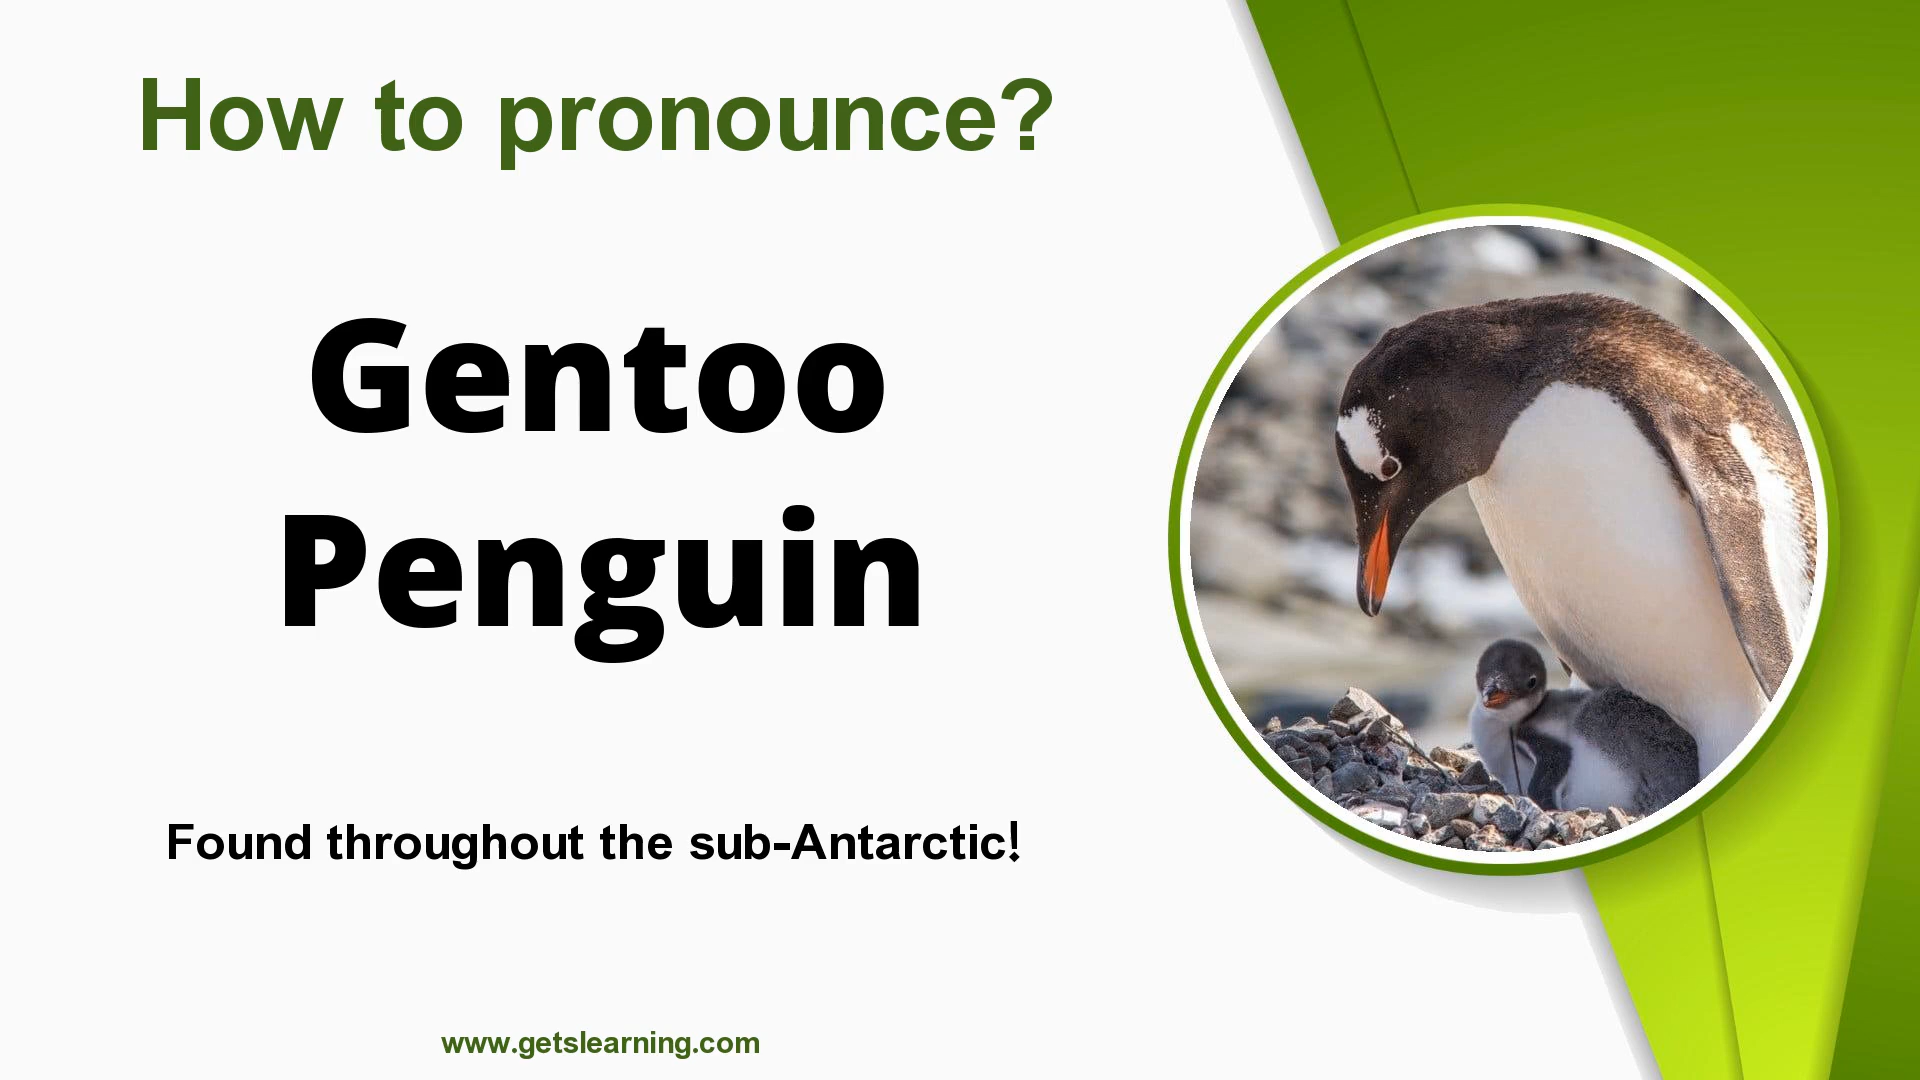 How to pronounce?
Gentoo
Penguin
Found throughout the sub-Antarctic!
www.getslearning.com